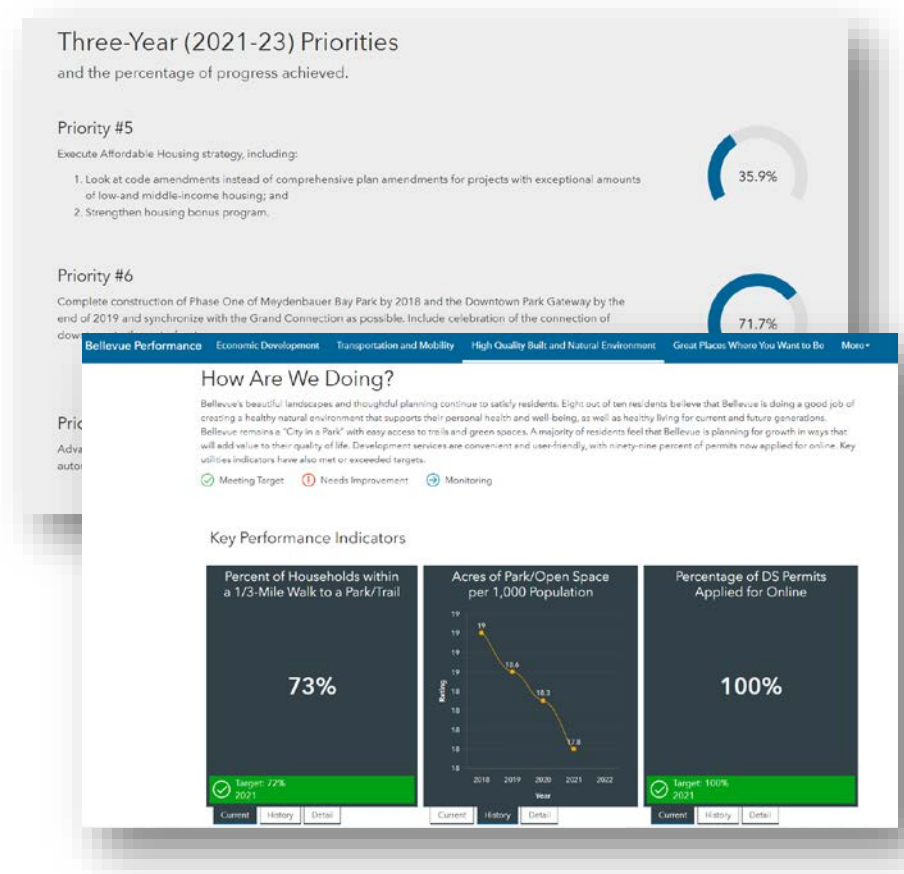 Three-Year (2021-23) Priorities
and the percentage of progress achieved.
Priority #5
Execute Affordable Housing strategy, including:
1. Look at code amendments instead of comprehensive plan amendments for projects with exceptional amounts
of low-and middle-income housing; and
2. Strengthen housing bonus program.
35.9%
Priority #6
Complete construction of Phase One of Meydenbauer Bay Park by 2018 and the Downtown Park Gateway by the
end of 2019 and synchronize with the Grand Connection as possible. Include celebration of the connection of
71.7%
Bellevue Performance Economic Development Transportation and Mobility High Quality Built and Natural Environment Great Places Where You Want to Be More
How Are We Doing?
Bellevue's beautiful landscapes and thoughtful planning continue to satisfy residents. Eight out of ten residents believe that Bellevue is doing a good job of
creating a healthy natural environment that supports their personal health and well-being, as well as healthy living for current and future generations.
Bellevue remains a "City in a Park" with easy access to trails and green spaces. A majority of residents feel that Bellevue is planning for growth in ways that
will add value to their quality of life. Development services are convenient and user-friendly, with ninety-nine percent of permits now applied for online. Key
utilities indicators have also met or exceeded targets.
Meeting Target Needs Improvement Monitoring
Key Performance Indicators
Percent of Households within
a 1/3-Mile Walk to a Park/Trail
73%
Target: 72%
2021
Current History Detail
Acres of Park/Open Space
per 1,000 Population
Rating
19
19
19
19
18
18
18
18
18
19
18.6
18.3
17.8
2018 2019 2020 2021 2022
Year
Current History Detail
Percentage of DS Permits
Applied for Online
100%
Target: 100%
2021
Current History Detail